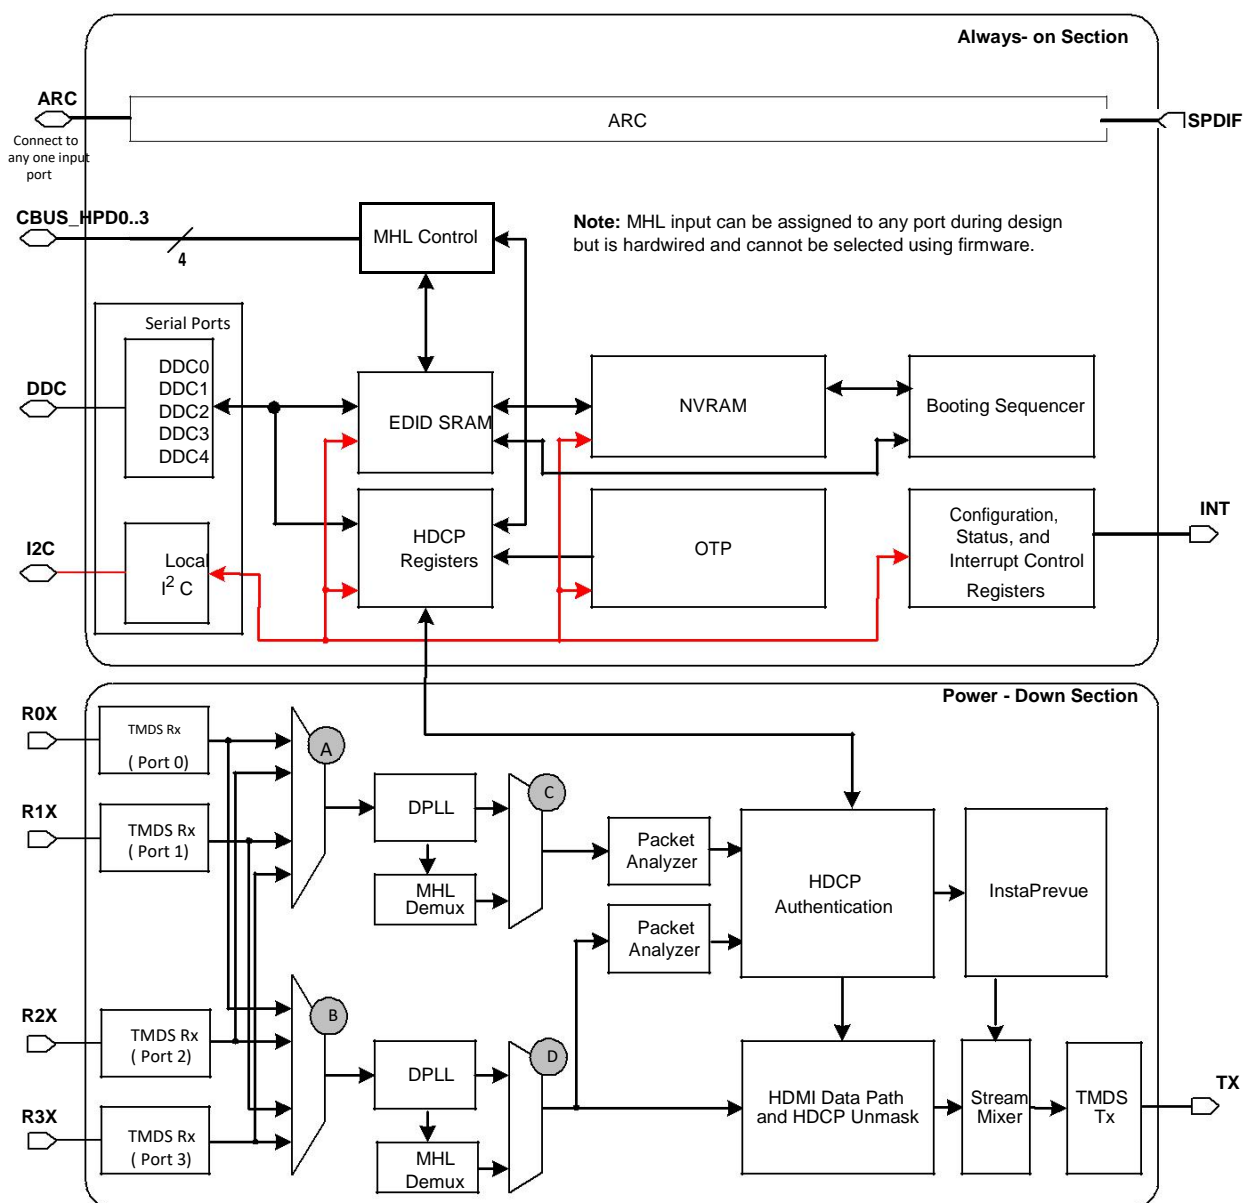 Always- on Section
ARC
ARC
SPDIF
Connect to
any one input
port
CBUS_HPD0..3
4
MHL Control
Note: MHL input can be assigned to any port during design
but is hardwired and cannot be selected using firmware.
Serial Ports
DDC
DDC0
DDC1
DDC2
DDC3
DDC4
EDID SRAM
NVRAM
Booting Sequencer
I2C
Local
I2 C
HDCP
Registers
OTP
Configuration,
Status, and
Interrupt Control
Registers
INT
Power - Down Section
R0X
TMDS Rx
( Port 0)
A
R1X
TMDS Rx
( Port 1)
DPLL
MHL
Demux
C
Packet
Analyzer
Packet
Analyzer
HDCP
Authentication
InstaPrevue
R2X
TMDS Rx
( Port 2)
B
R3X
TMDS Rx
( Port 3)
DPLL
MHL
Demux
D
HDMI Data Path
and HDCP Unmask
Stream
Mixer
TMDS
Tx
TX